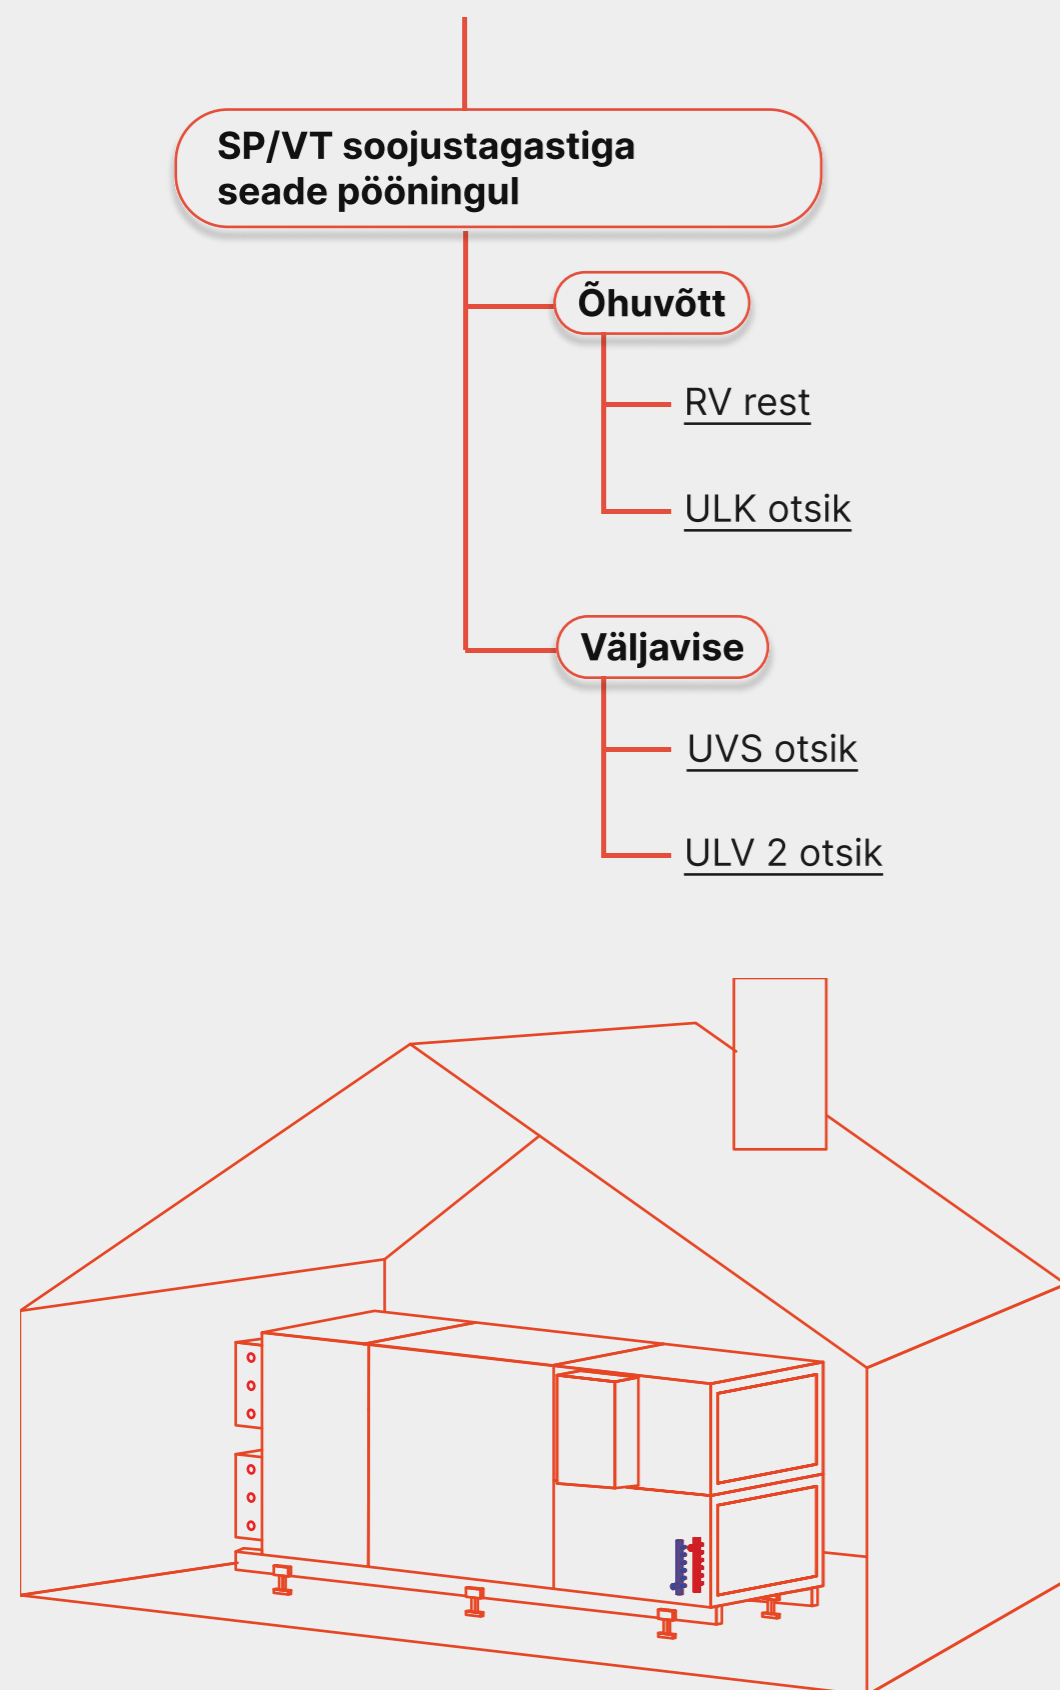 SP/VT soojustagastiga
seade pööningul
Õhuvõtt
RV rest
ULK otsik
Väljavise
UVS otsik
ULV 2 otsik